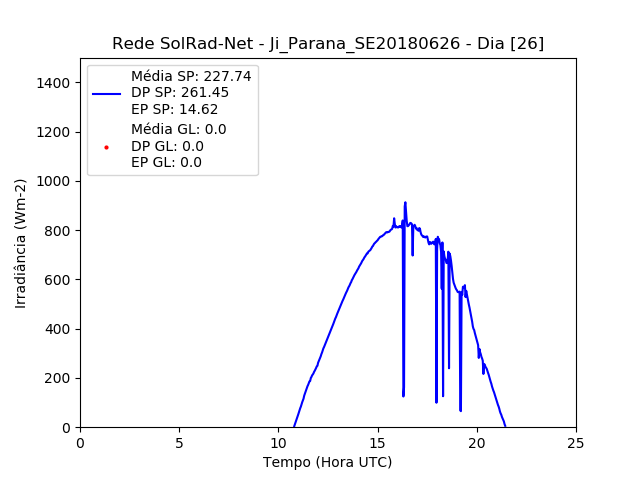 Rede SolRad-Net - Ji_Parana_SE20180626 - Dia [26]
Média SP: 227.74
DP SP: 261.45
EP SP: 14.62
Média GL: 0.0
DP GL: 0.0
EP GL: 0.0
1400
1200
1000
800
600
400
200
0
Irradiância (Wm-2)
0 5 10 15 20 25
Tempo (Hora UTC)